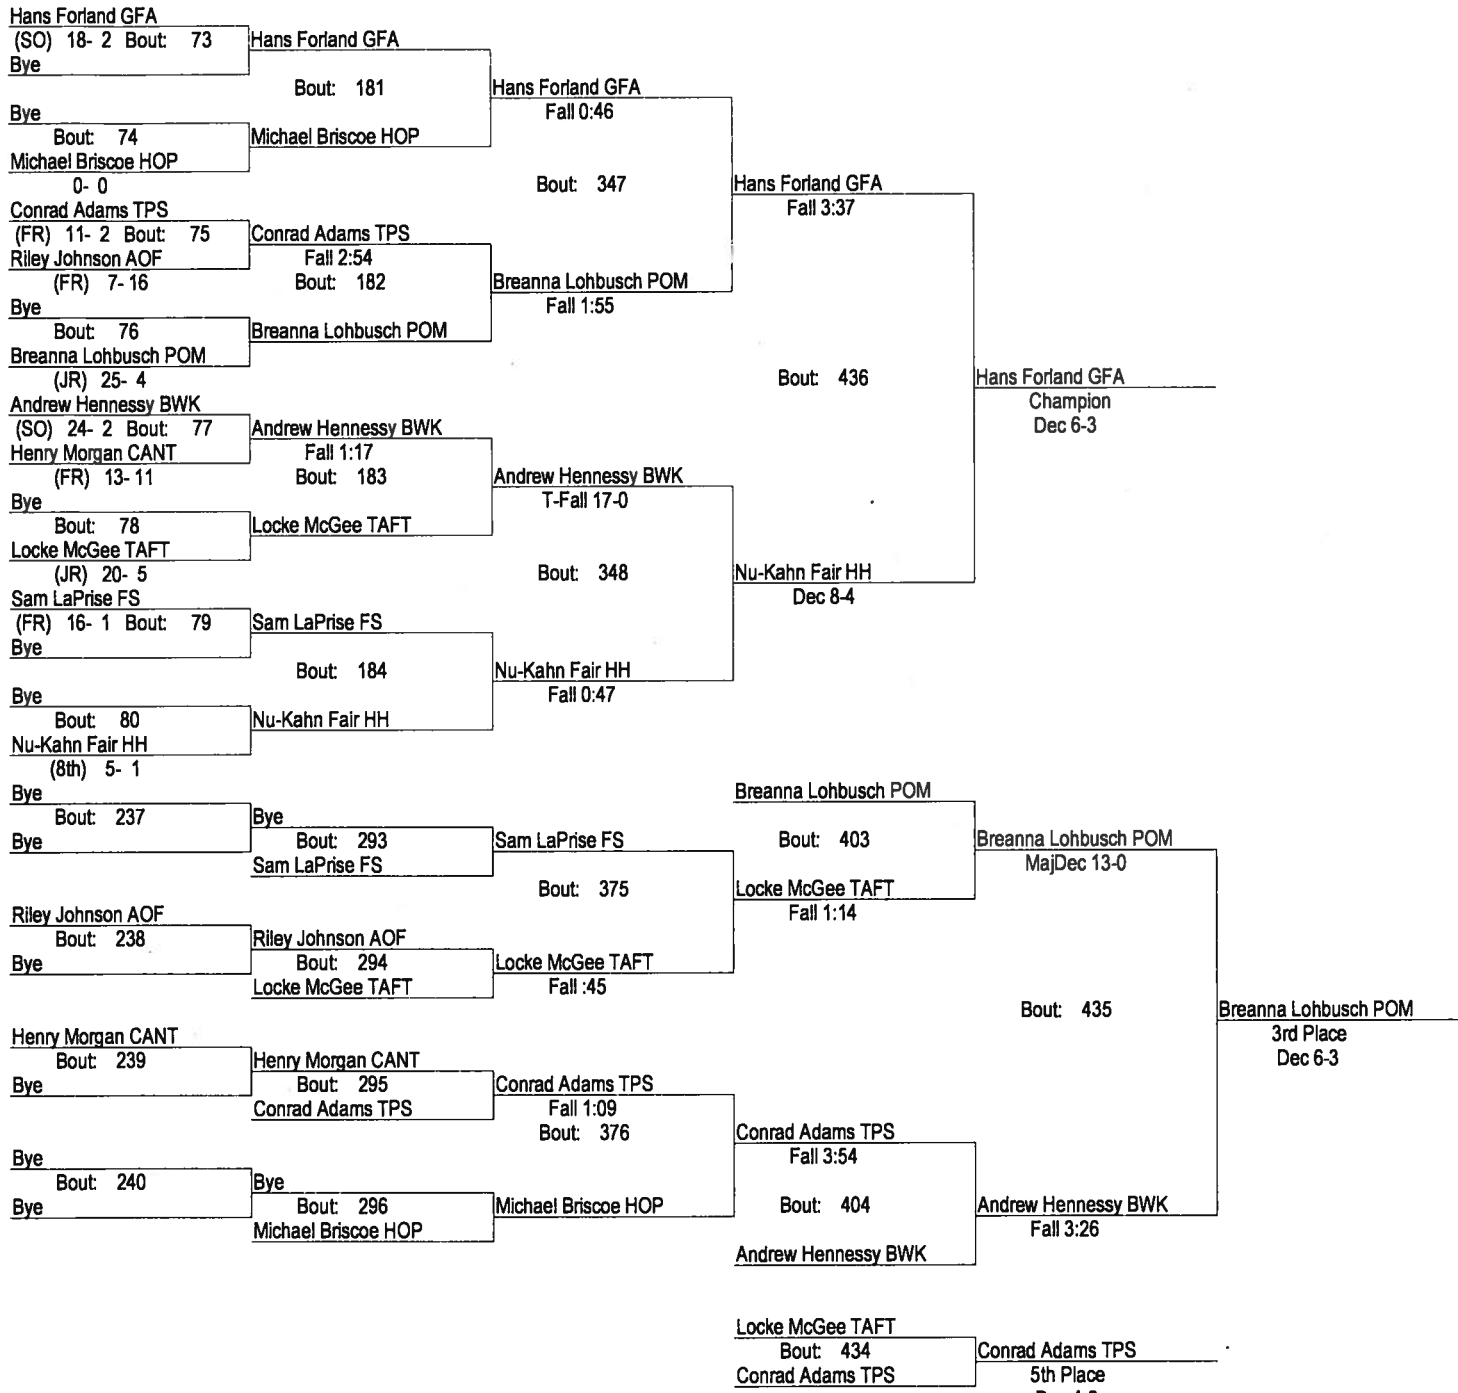 Hans Forland GFA
(SO) 18- 2 Bout: 73
Bye
Hans Forland GFA
Bout: 181
Hans Forland GFA
Fall 0:46
Bye
Bout: 74
Michael Briscoe HOP
Michael Briscoe HOP
0- 0
Bout: 347
Hans Forland GFA
Fall 3:37
Conrad Adams TPS
(FR) 11- 2 Bout: 75
Riley Johnson AOF
(FR) 7- 16
Conrad Adams TPS
Fall 2:54
Bout: 182
Breanna Lohbusch POM
Fall 1:55
Bye
Bout: 76
Breanna Lohbusch POM
Breanna Lohbusch POM
(JR) 25- 4
Bout: 436
Hans Forland GFA
Champion
Dec 6-3
Andrew Hennessy BWK
(SO) 24- 2 Bout: 77
Henry Morgan CANT
(FR) 13- 11
Andrew Hennessy BWK
Fall 1:17
Bout: 183
Andrew Hennessy BWK
T-Fall 17-0
Bye
Bout: 78
Locke McGee TAFT
Locke McGee TAFT
(JR) 20- 5
Bout: 348
Nu-Kahn Fair HH
Dec 8-4
Sam LaPrise FS
(FR) 16- 1 Bout: 79
Bye
Sam LaPrise FS
Bout: 184
Nu-Kahn Fair HH
Fall 0:47
Bye
Bout: 80
Nu-Kahn Fair HH
Nu-Kahn Fair HH
(8th) 5- 1
Bye
Bout: 237
Bye
Bye
Bout: 293
Sam LaPrise FS
Sam LaPrise FS
Bout: 375
Breanna Lohbusch POM
Bout: 403
Locke McGee TAFT
Fall 1:14
Breanna Lohbusch POM
MajDec 13-0
Riley Johnson AOF
Bout: 238
Bye
Riley Johnson AOF
Bout: 294
Locke McGee TAFT
Locke McGee TAFT
Fall :45
Bout: 435
Breanna Lohbusch POM
3rd Place
Dec 6-3
Henry Morgan CANT
Bout: 239
Bye
Henry Morgan CANT
Bout: 295
Conrad Adams TPS
Conrad Adams TPS
Fall 1:09
Bout: 376
Conrad Adams TPS
Fall 3:54
Bout: 404
Andrew Hennessy BWK
Andrew Hennessy BWK
Fall 3:26
Bye
Bout: 240
Bye
Bye
Bout: 296
Michael Briscoe HOP
Michael Briscoe HOP
Locke McGee TAFT
Bout: 434
Conrad Adams TPS
Conrad Adams TPS
5th Place